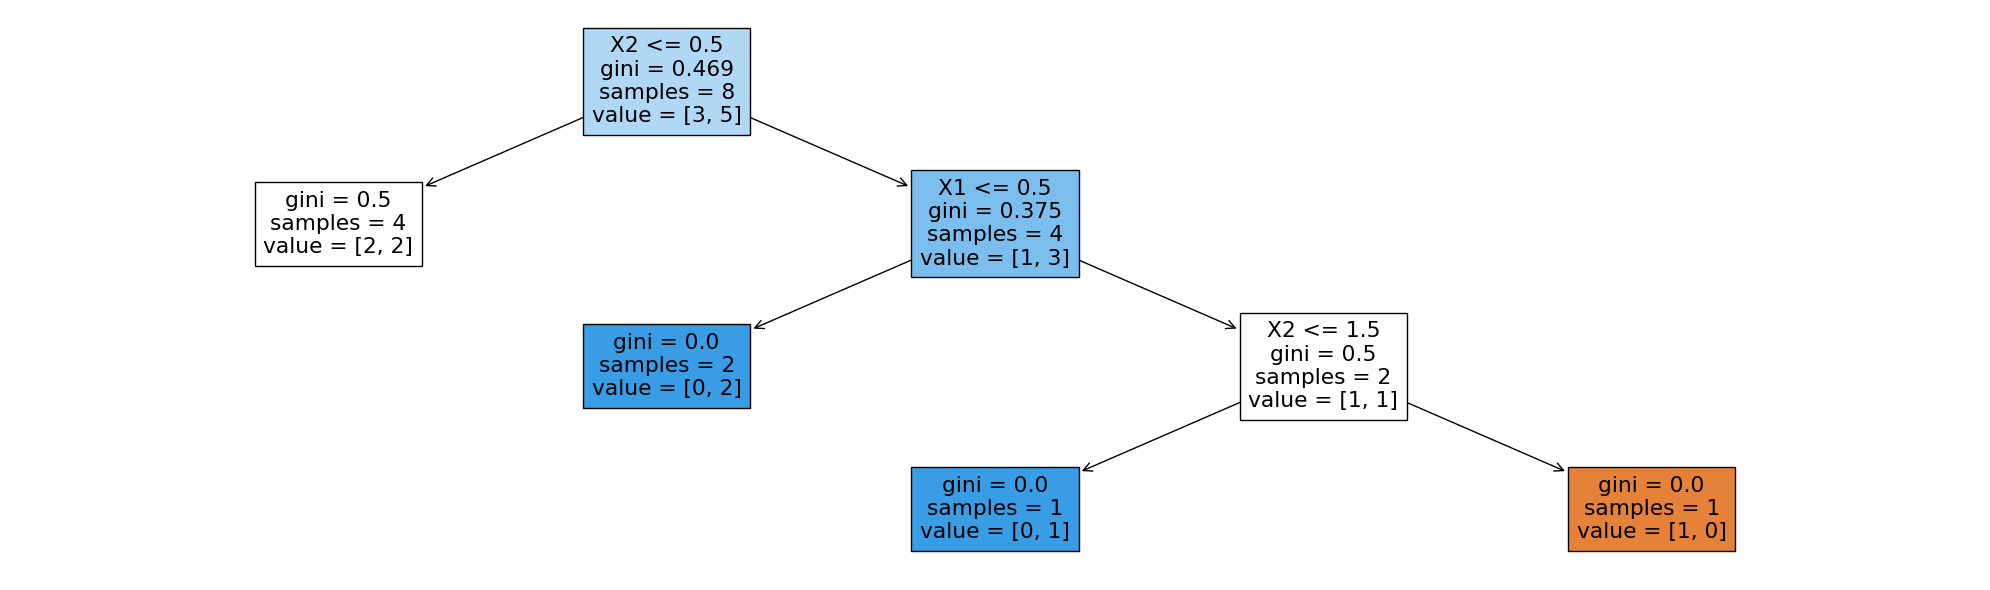 X2 <= 0.5
gini = 0.469
samples = 8
value = [3, 5]
gini = 0.5
samples = 4
value = [2, 2]
X1 <= 0.5
gini = 0.375
samples = 4
value = [1, 3]
gini = 0.0
samples = 2
value = [0, 2]
X2 <= 1.5
gini = 0.5
samples = 2
value = [1, 1]
gini = 0.0
samples = 1
value = [0, 1]
gini = 0.0
samples = 1
value = [1, 0]